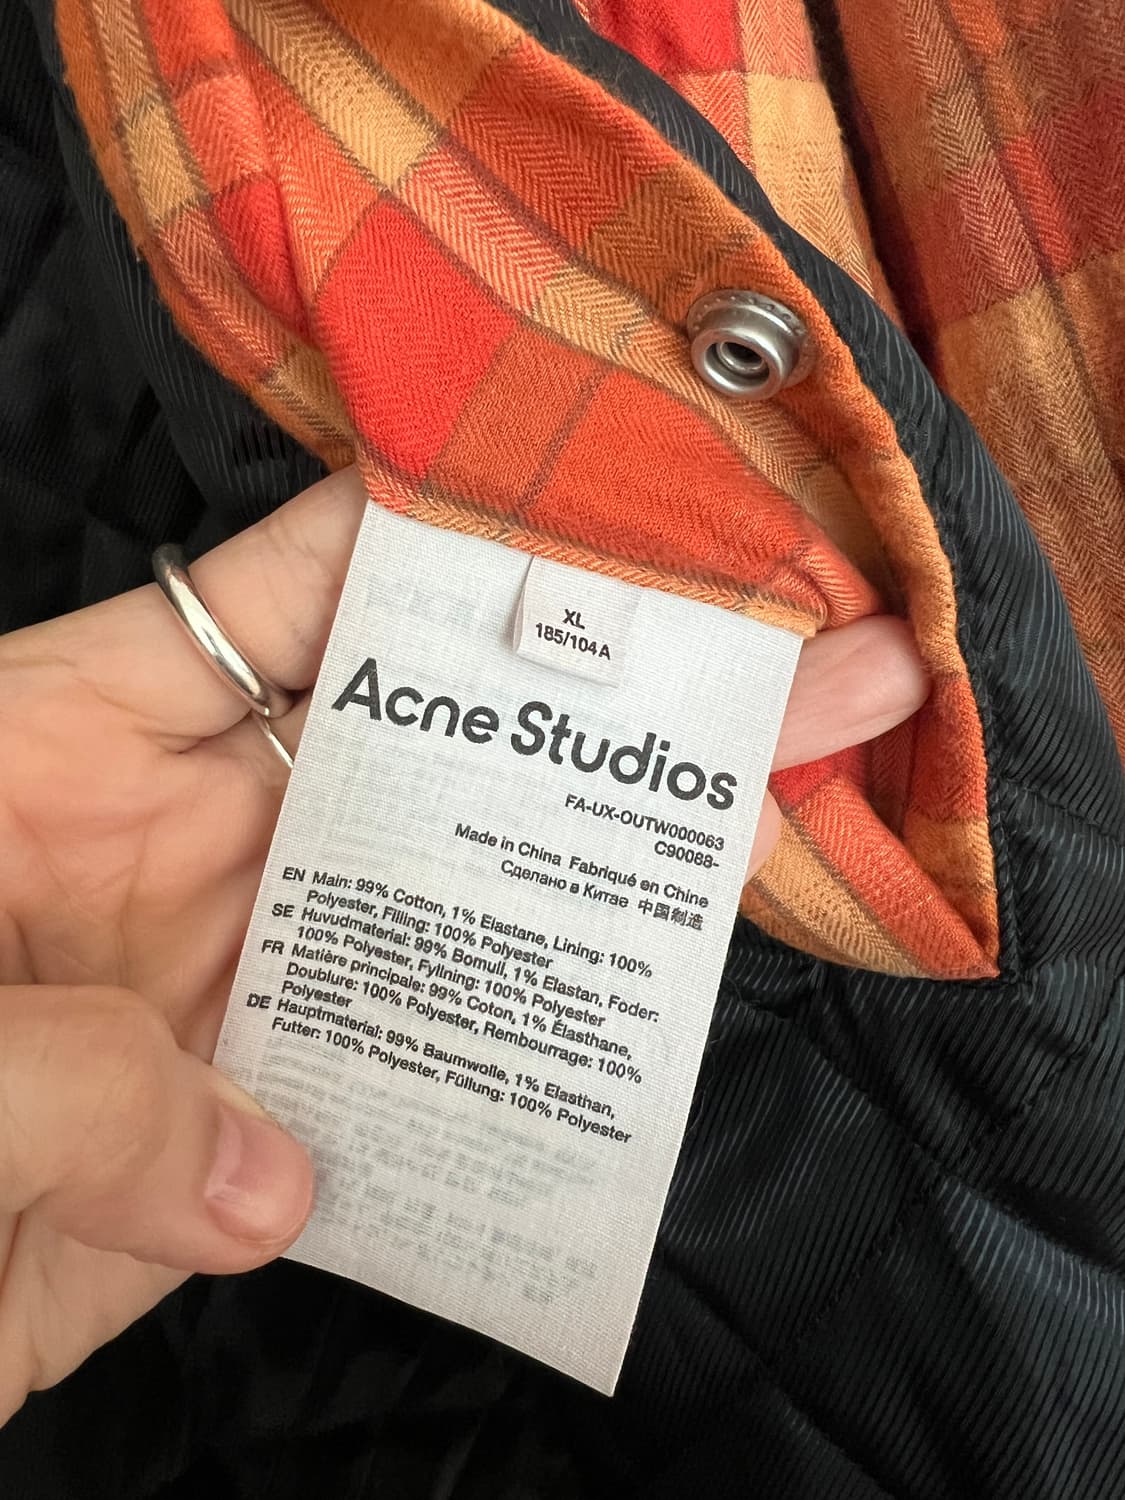 XL
185/104A
Acne Studios
FA-UX-OUTW000063
C90088-
Made in China Fabriqué en Chine
Сделано в Китае 中国制造
EN Main: 99% Cotton, 1% Elastane, Lining: 100%
Polyester, Filling: 100% Polyester
SE Huvudmaterial: 99% Bomull, 1% Elastan, Foder:
100% Polyester, Fyllning: 100% Polyester
FR Matière principale: 99% Coton, 1% Élasthane,
Doublure: 100% Polyester, Rembourrage: 100%
Polyester
DE Hauptmaterial: 99% Baumwolle, 1% Elasthan,
Futter: 100% Polyester, Füllung: 100% Polyester